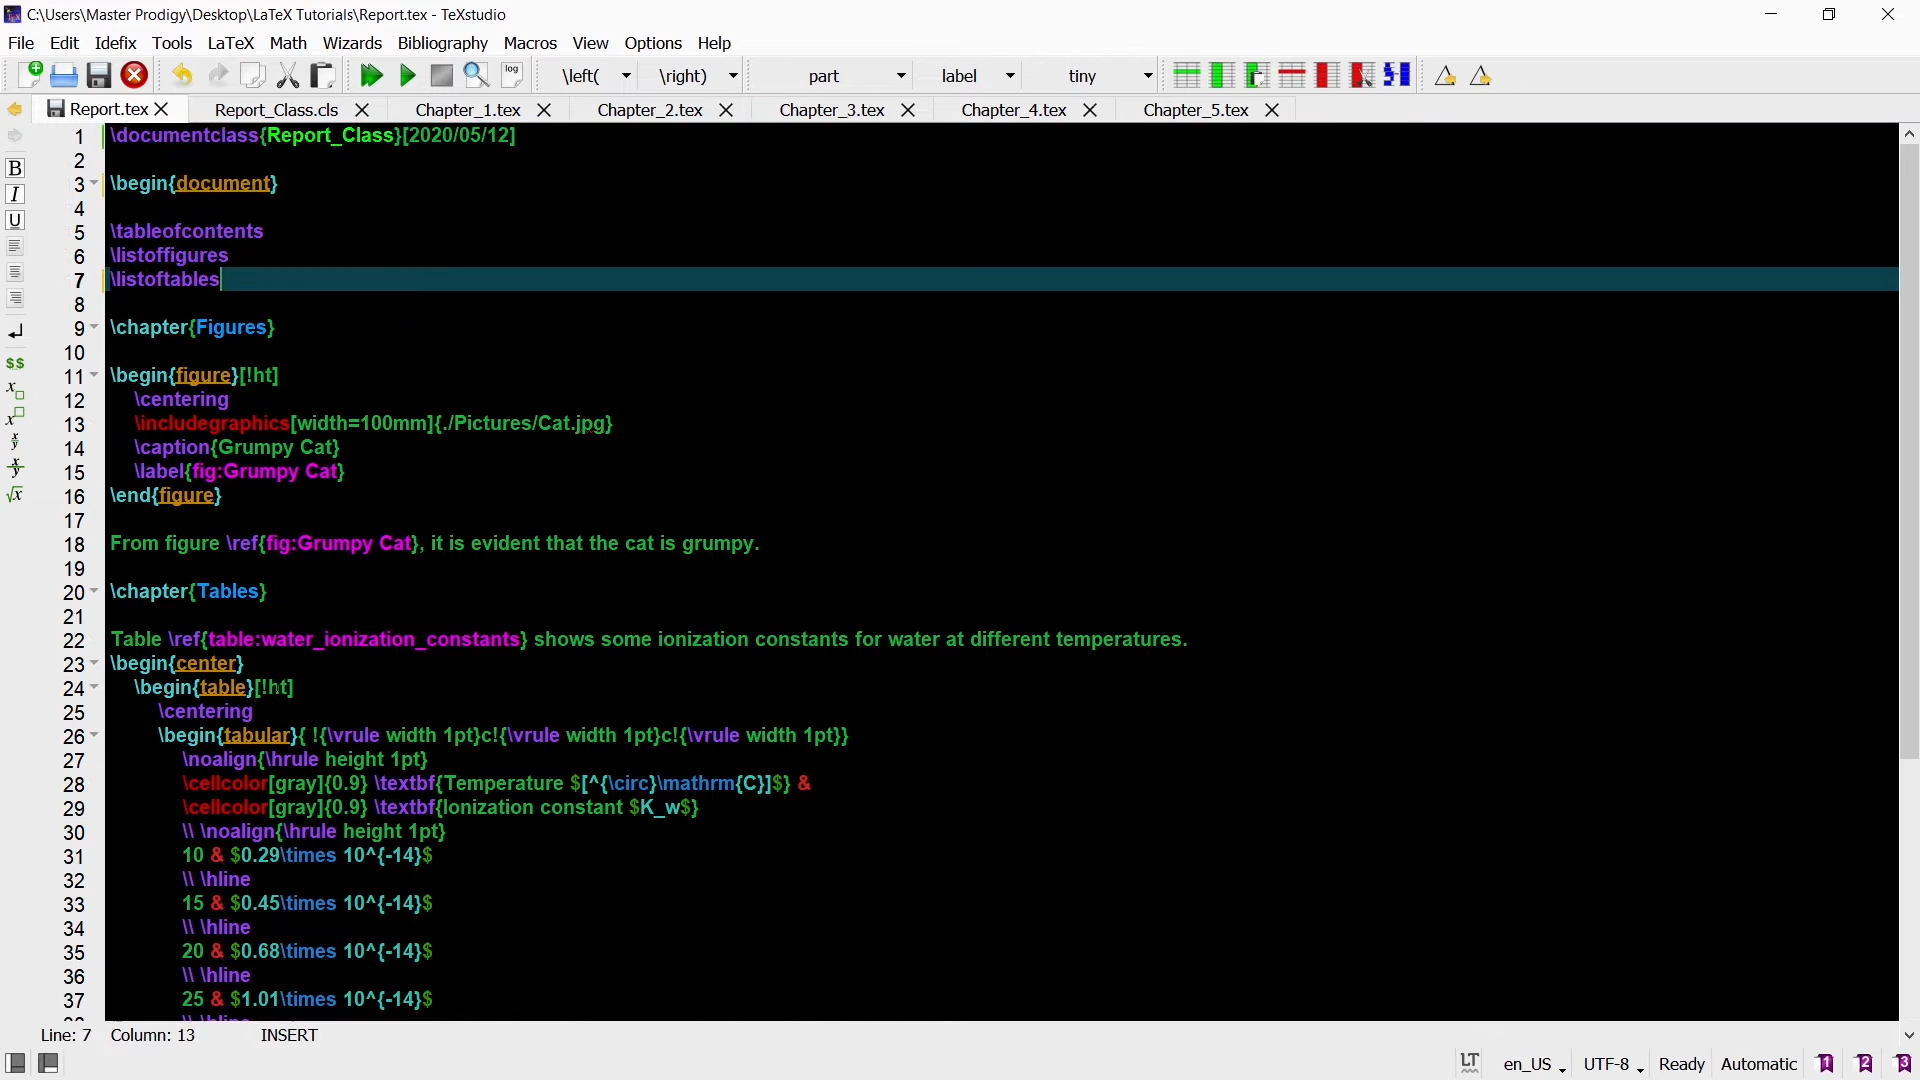 C:\Users\Master Prodigy\Desktop\LaTeX Tutorials\Report.tex - TeXstudio
File Edit Idefix Tools LaTeX Math Wizards Bibliography Macros View Options Help
log \left( \right) part label tiny
Report.tex Report_Class.cls Chapter_1.tex Chapter_2.tex Chapter_3.tex Chapter_4.tex Chapter_5.tex
1 \documentclass{Report_Class}[2020/05/12]
2
3 \begin{document}
4
5 \tableofcontents
6 \listoffigures
7 \listoftables
8
9 \chapter{Figures}
10
11 \begin{figure}[!ht]
12 \centering
13 \includegraphics[width=100mm]{./Pictures/Cat.jpg}
14 \caption{Grumpy Cat}
15 \label{fig:Grumpy Cat}
16 \end{figure}
17
18 From figure \ref{fig:Grumpy Cat}, it is evident that the cat is grumpy.
19
20 \chapter{Tables}
21
22 Table \ref{table:water_ionization_constants} shows some ionization constants for water at different temperatures.
23 \begin{center}
24 \begin{table}[!ht]
25 \centering
26 \begin{tabular}{ !{\vrule width 1pt}c!{\vrule width 1pt}c!{\vrule width 1pt}}
27 \noalign{\hrule height 1pt}
28 \cellcolor[gray]{0.9} \textbf{Temperature $[^{\circ}\mathrm{C}]$} &
29 \cellcolor[gray]{0.9} \textbf{Ionization constant $K_w$}
30 \\ \noalign{\hrule height 1pt}
31 10 & $0.29\times 10^{-14}$
32 \\ \hline
33 15 & $0.45\times 10^{-14}$
34 \\ \hline
35 20 & $0.68\times 10^{-14}$
36 \\ \hline
37 25 & $1.01\times 10^{-14}$
Line: 7 Column: 13 INSERT
LT en_US UTF-8 Ready Automatic 1 2 3